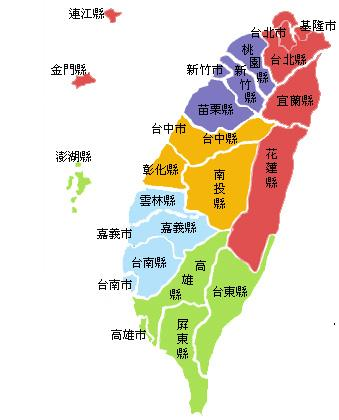 連江縣
基隆市
台北市
台北縣
桃園縣
金門縣
新竹市
新竹縣
宜蘭縣
苗栗縣
台中市
台中縣
花蓮縣
澎湖縣
彰化縣
南投縣
雲林縣
嘉義市
嘉義縣
台南縣
高雄縣
台南市
台東縣
高雄市
屏東縣